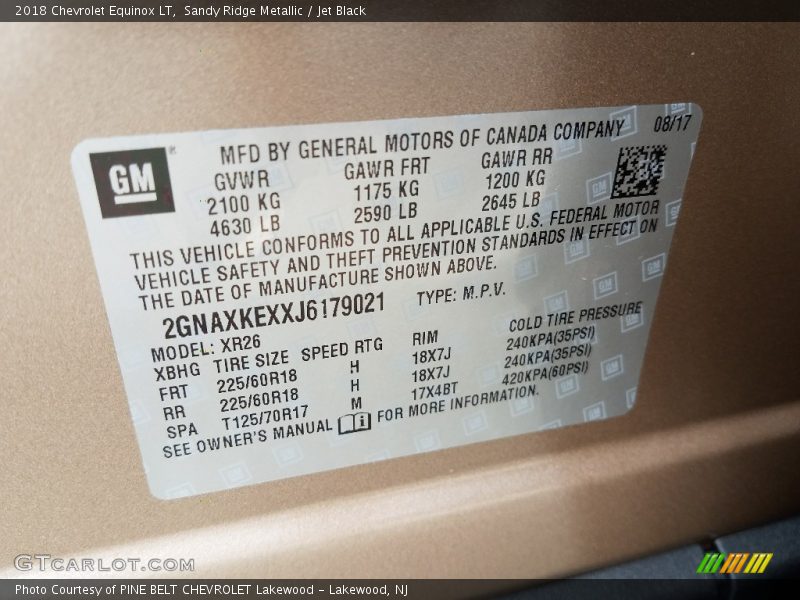 2018 Chevrolet Equinox LT,  Sandy Ridge Metallic / Jet Black
GM
MFD BY GENERAL MOTORS OF CANADA COMPANY 08/17
GVWR GAWR FRT GAWR RR
2100 KG 1175 KG 1200 KG
4630 LB 2590 LB 2645 LB
THIS VEHICLE CONFORMS TO ALL APPLICABLE U.S. FEDERAL MOTOR
VEHICLE SAFETY AND THEFT PREVENTION STANDARDS IN EFFECT ON
THE DATE OF MANUFACTURE SHOWN ABOVE.
2GNAXKEXXJ6179021 TYPE: M.P.V.
MODEL: XR26
XBHG TIRE SIZE SPEED RTG RIM COLD TIRE PRESSURE
FRT 225/60R18 H 18X7J 240KPA(35PSI)
RR 225/60R18 H 18X7J 240KPA(35PSI)
SPA T125/70R17 M 17X4BT 420KPA(60PSI)
SEE OWNER'S MANUAL FOR MORE INFORMATION.
GTCARLOT.COM
Photo Courtesy of PINE BELT CHEVROLET Lakewood - Lakewood, NJ